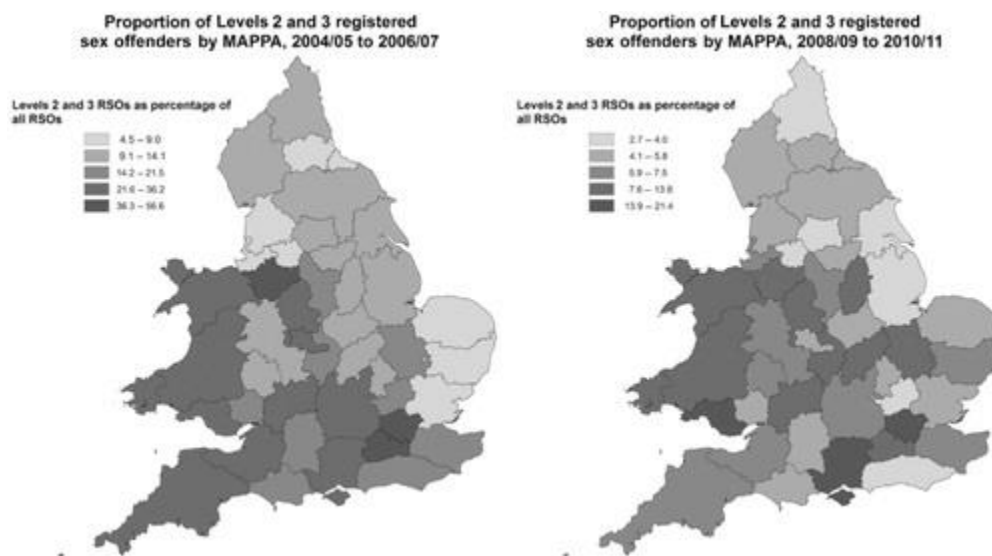 Proportion of Levels 2 and 3 registered
sex offenders by MAPPA, 2004/05 to 2006/07
Levels 2 and 3 RSOs as percentage of
all RSOs
4.5 – 9.0
9.1 – 14.1
14.2 – 21.5
21.6 – 36.2
36.3 – 56.6
Proportion of Levels 2 and 3 registered
sex offenders by MAPPA, 2008/09 to 2010/11
Levels 2 and 3 RSOs as percentage of
all RSOs
2.7 – 4.0
4.1 – 5.8
5.9 – 7.5
7.6 – 13.8
13.9 – 21.4